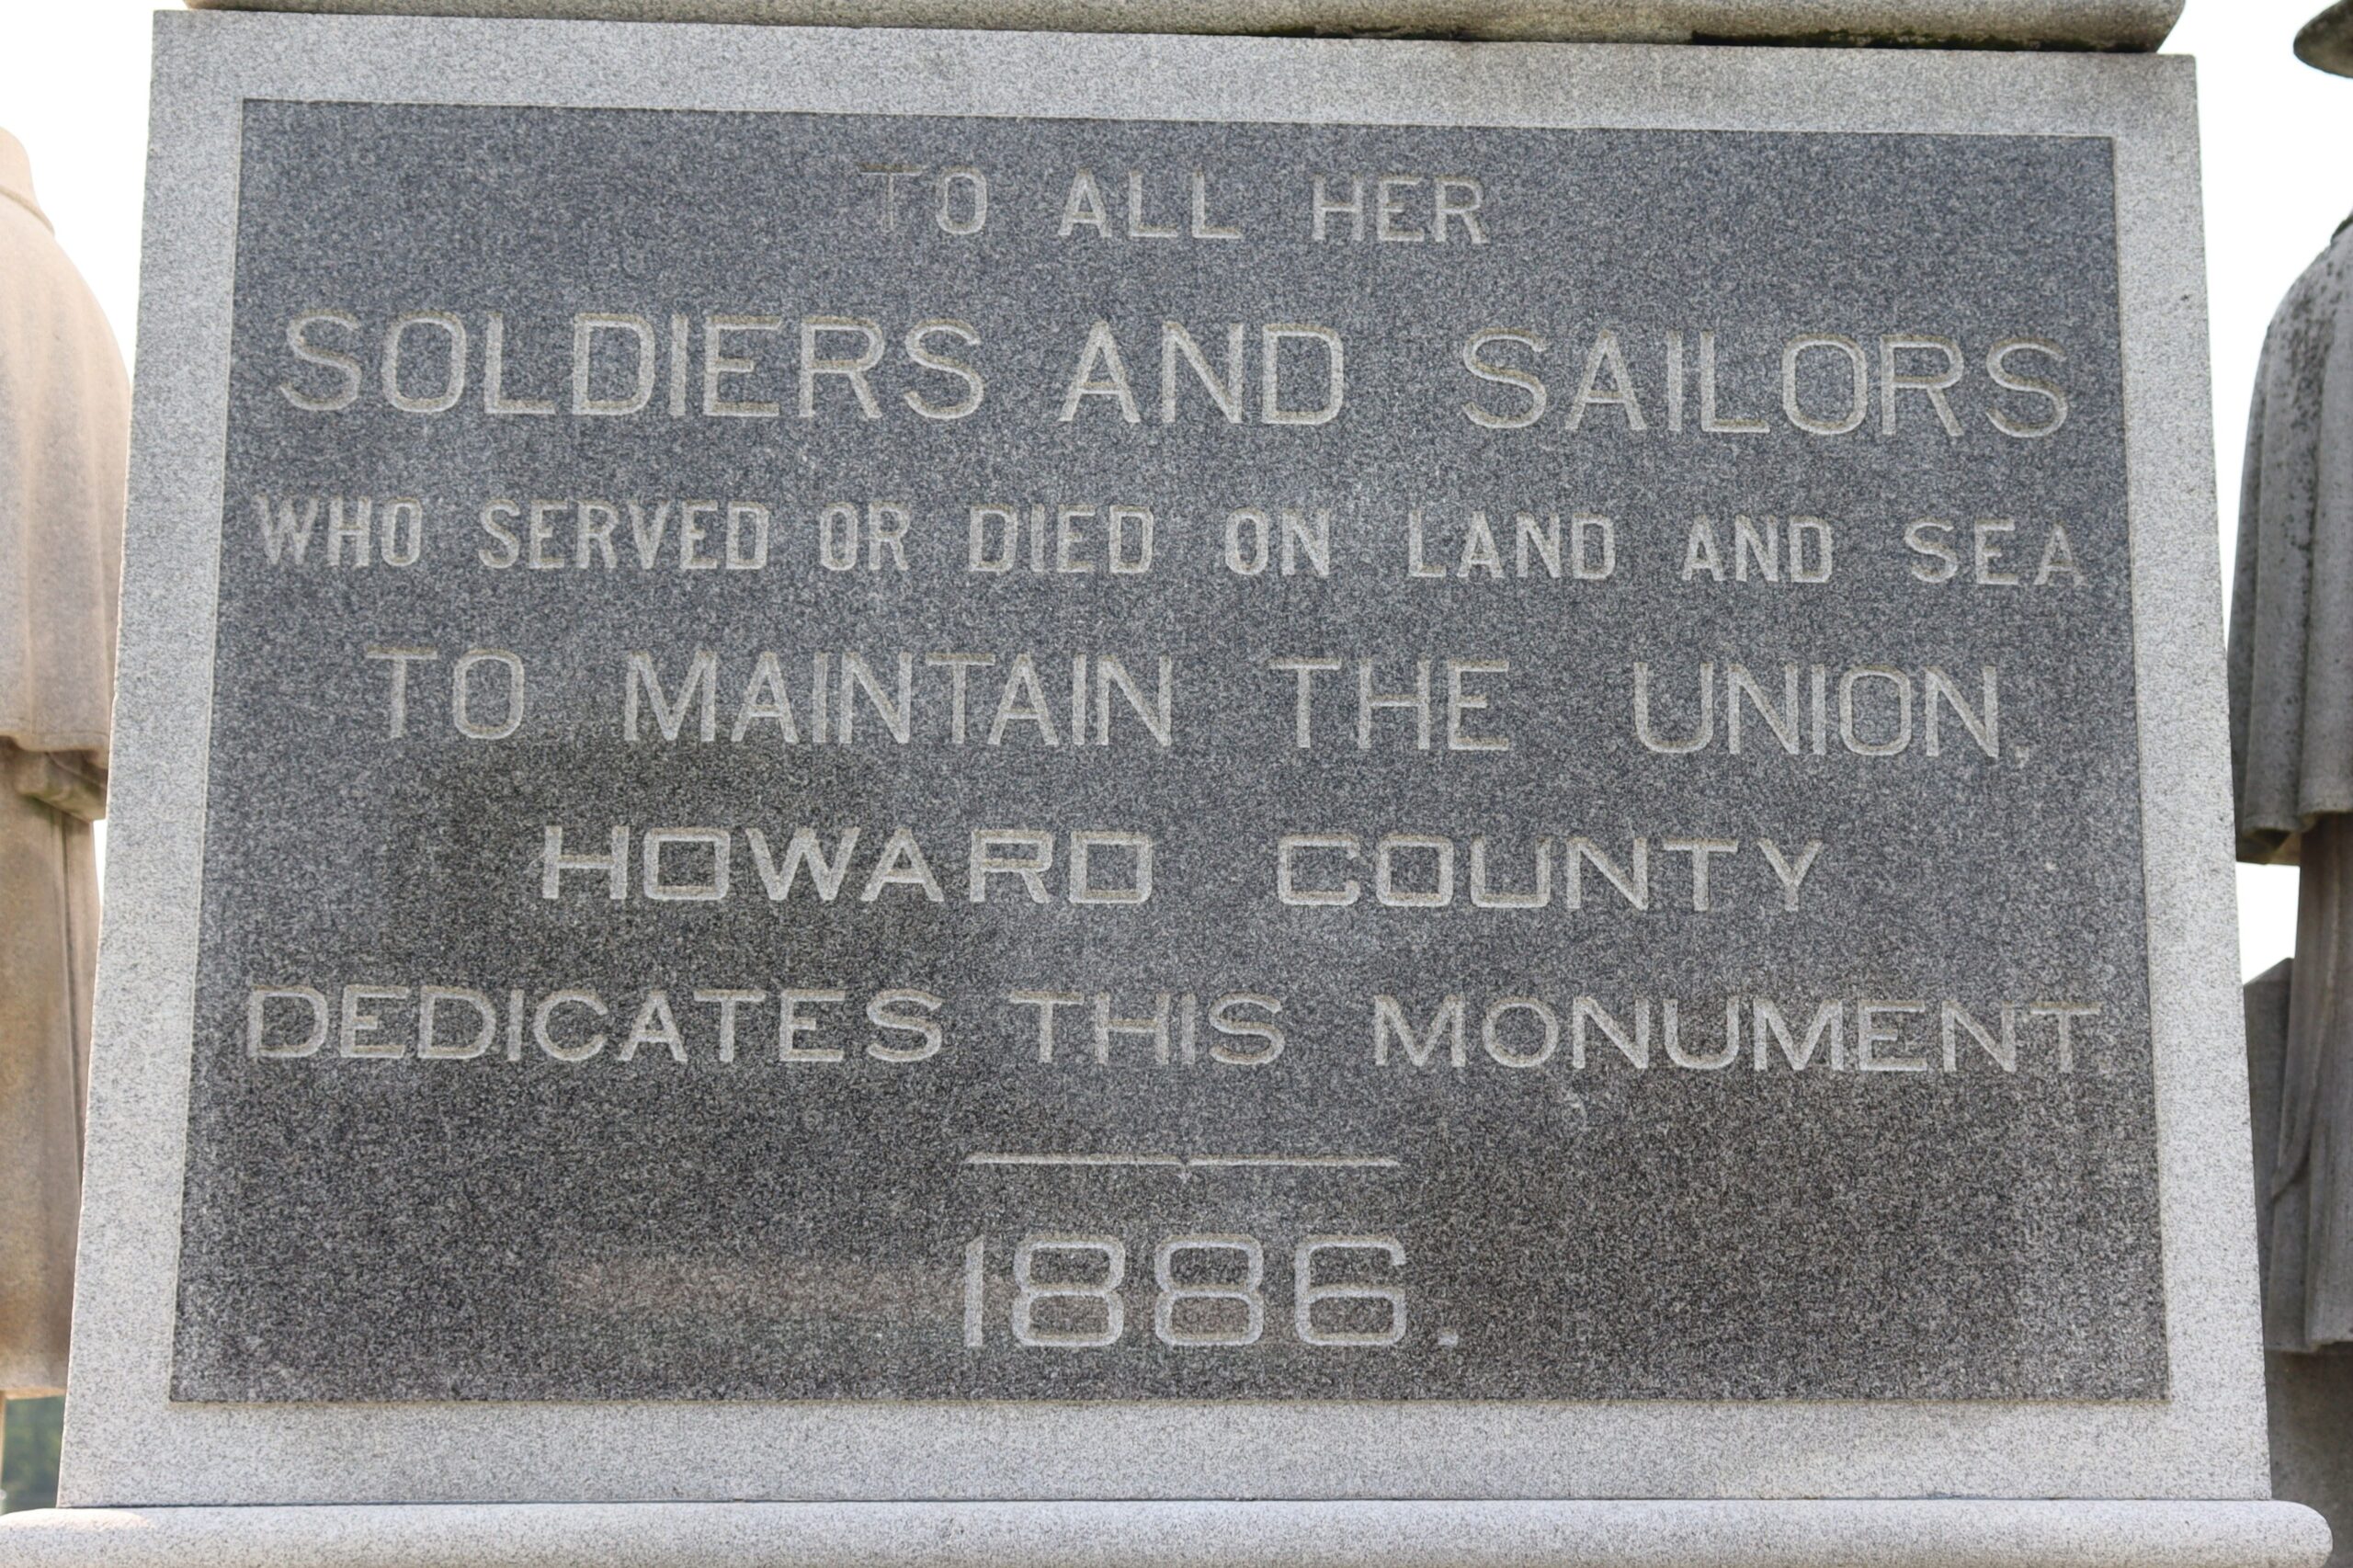 TO ALL HER
SOLDIERS AND SAILORS
WHO SERVED OR DIED ON LAND AND SEA
TO MAINTAIN THE UNION,
HOWARD COUNTY
DEDICATES THIS MONUMENT
1886.